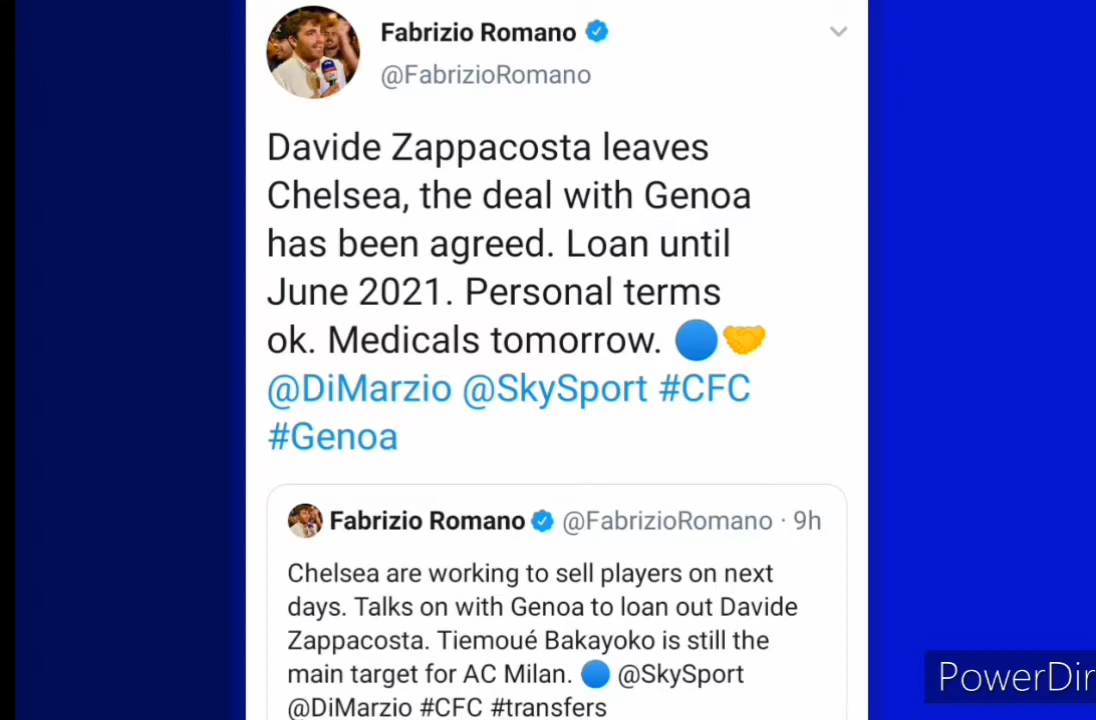 Fabrizio Romano
@FabrizioRomano
Davide Zappacosta leaves
Chelsea, the deal with Genoa
has been agreed. Loan until
June 2021. Personal terms
ok. Medicals tomorrow. 🔵🤝
@DiMarzio @SkySport #CFC
#Genoa
Fabrizio Romano @FabrizioRomano · 9h
Chelsea are working to sell players on next
days. Talks on with Genoa to loan out Davide
Zappacosta. Tiemoué Bakayoko is still the
main target for AC Milan. 🔵 @SkySport
@DiMarzio #CFC #transfers
PowerDir